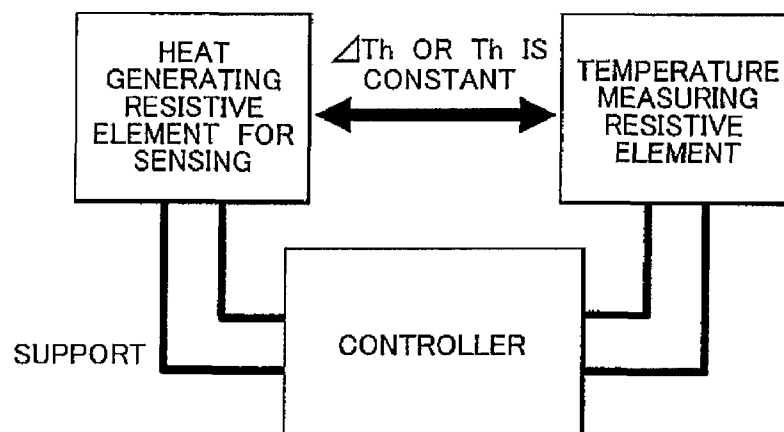 HEAT
GENERATING
RESISTIVE
ELEMENT FOR
SENSING
⊿Th OR Th IS
CONSTANT
TEMPERATURE
MEASURING
RESISTIVE
ELEMENT
SUPPORT
CONTROLLER